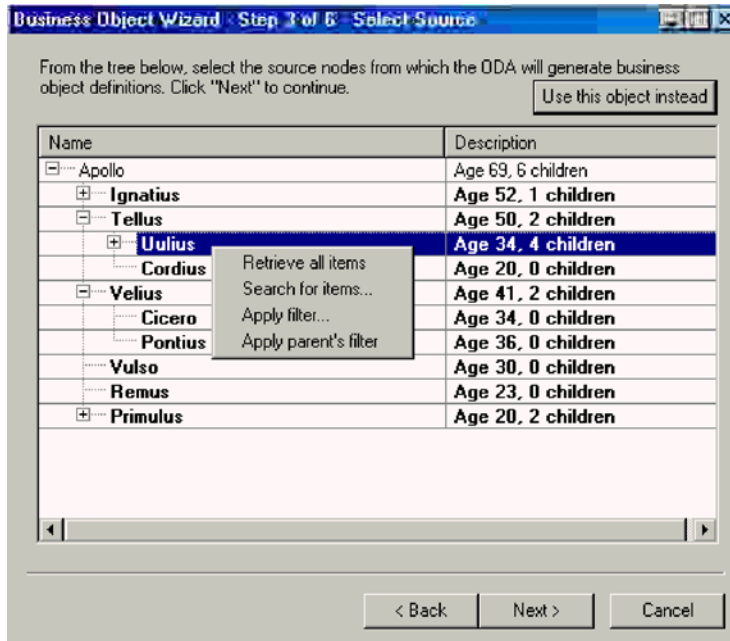 Business Object Wizard - Step 3 of 6 - Select Source
From the tree below, select the source nodes from which the ODA will generate business
object definitions. Click "Next" to continue.
Use this object instead
Name Description
Apollo Age 69, 6 children
Ignatius Age 52, 1 children
Tellus Age 50, 2 children
Uulius Age 34, 4 children
Cordius Age 20, 0 children
Velius Age 41, 2 children
Cicero Age 34, 0 children
Pontius Age 36, 0 children
Vulso Age 30, 0 children
Remus Age 23, 0 children
Primulus Age 20, 2 children
Retrieve all items
Search for items...
Apply filter...
Apply parent's filter
< Back Next > Cancel